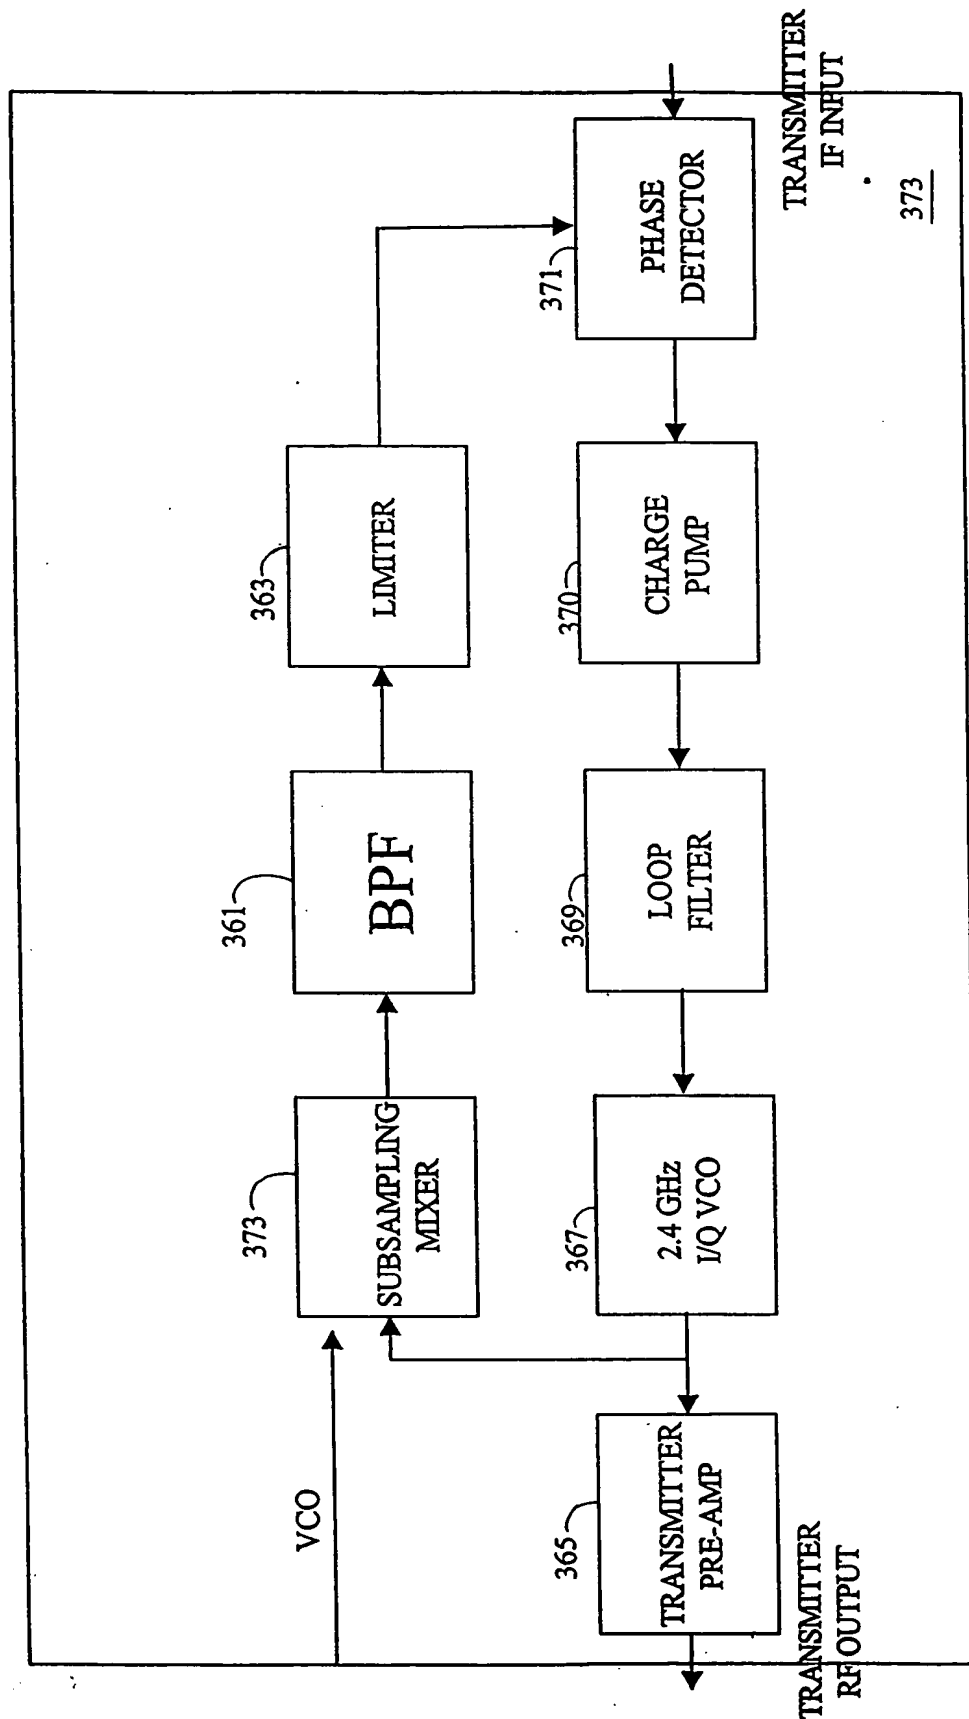 VCO
373
SUBSAMPLING
MIXER
361
BPF
363
LIMITER
365
TRANSMITTER
PRE-AMP
367
2.4 GHz
I/Q VCO
369
LOOP
FILTER
370
CHARGE
PUMP
371
PHASE
DETECTOR
TRANSMITTER
RF OUTPUT
TRANSMITTER
IF INPUT
373